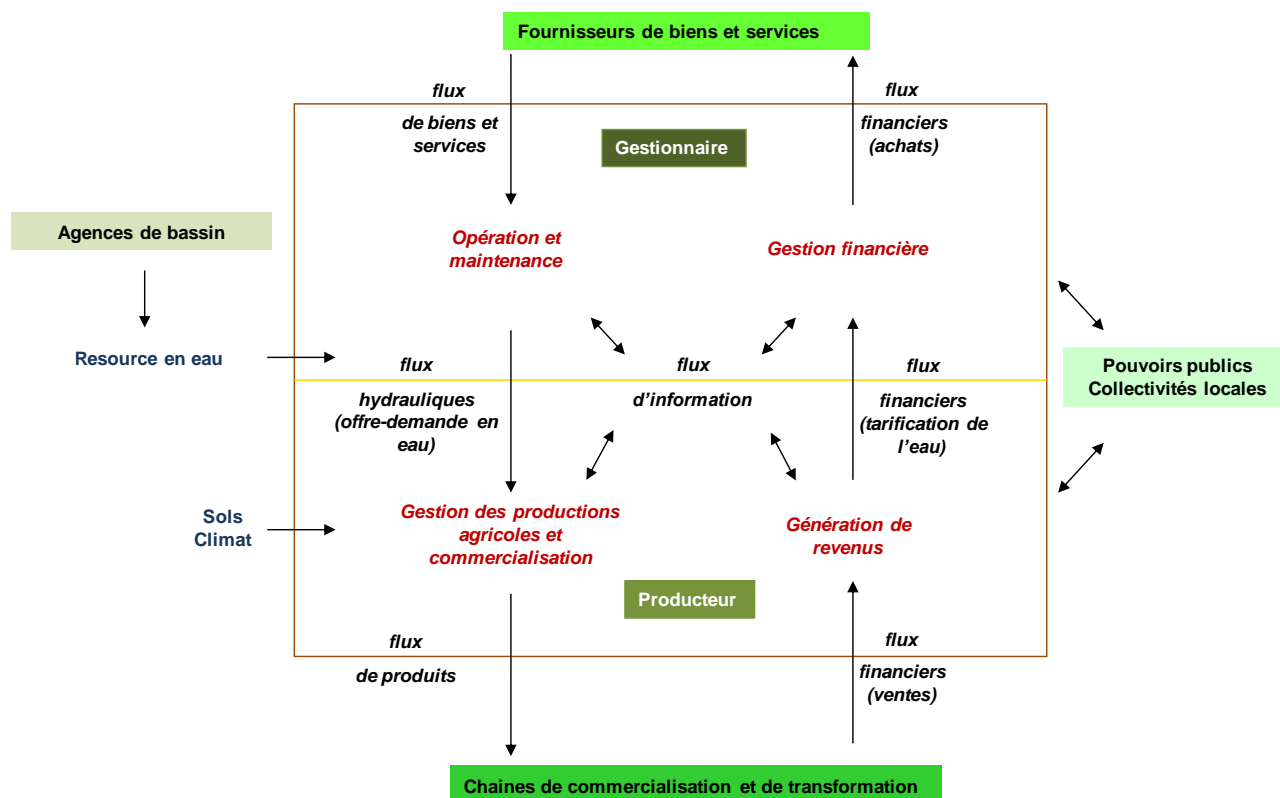 Fournisseurs de biens et services
flux
de biens et
services
flux
financiers
(achats)
Gestionnaire
Agences de bassin
Opération et
maintenance
Gestion financière
Resource en eau
flux
hydrauliques
(offre-demande en
eau)
flux
d’information
flux
financiers
(tarification de
l’eau)
Pouvoirs publics
Collectivités locales
Sols
Climat
Gestion des productions
agricoles et
commercialisation
Génération de
revenus
Producteur
flux
de produits
flux
financiers
(ventes)
Chaines de commercialisation et de transformation